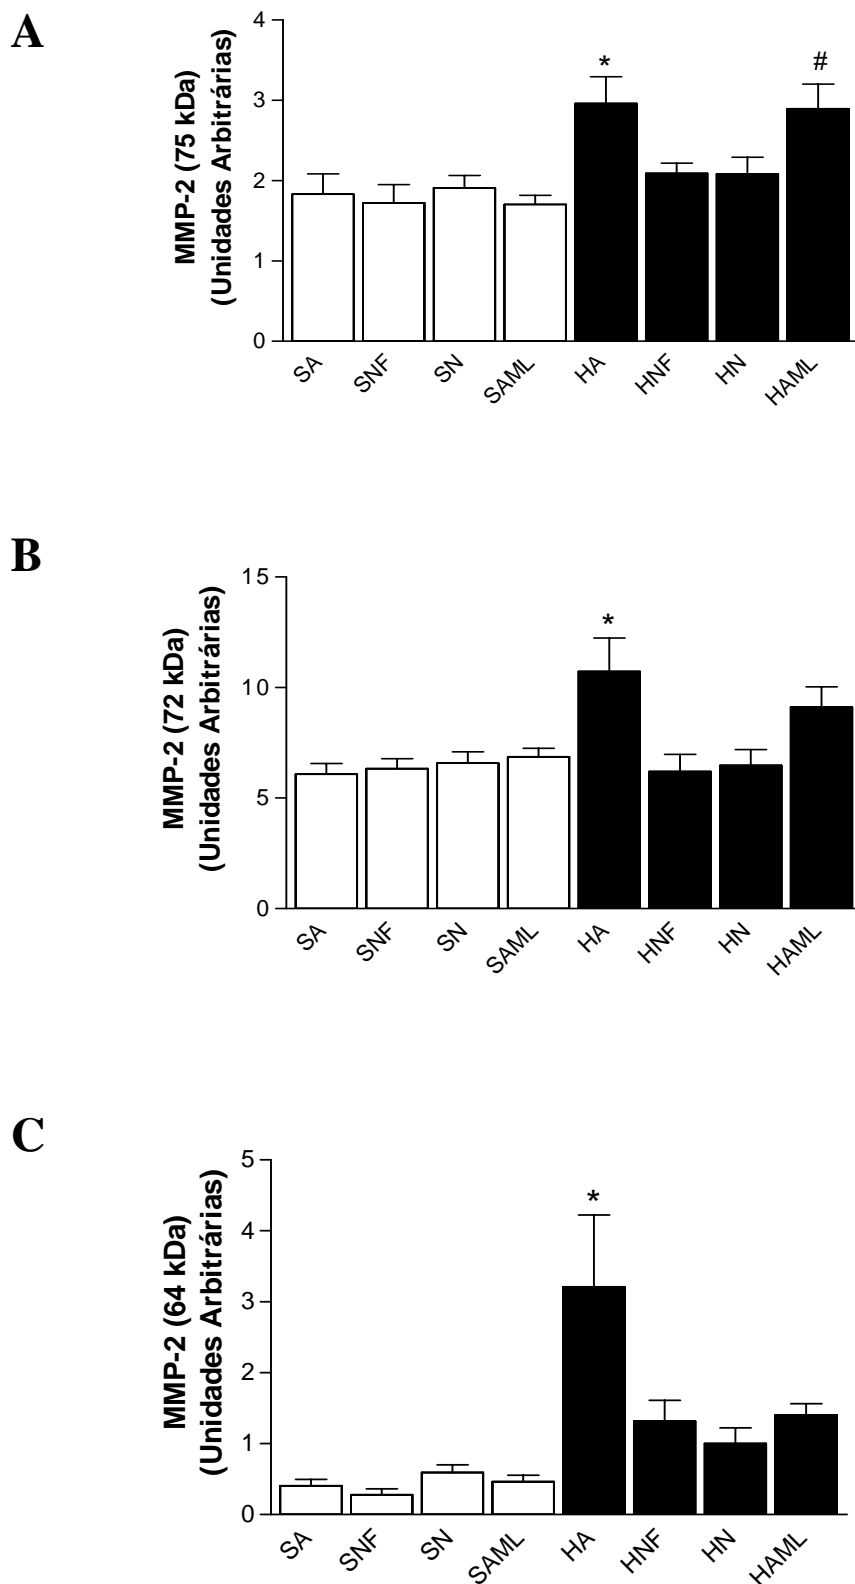 A
MMP-2 (75 kDa)
(Unidades Arbitrárias)
4
3
2
1
0
*
#
SA
SNF
SN
SAML
HA
HNF
HN
HAML
B
MMP-2 (72 kDa)
(Unidades Arbitrárias)
15
10
5
0
*
SA
SNF
SN
SAML
HA
HNF
HN
HAML
C
MMP-2 (64 kDa)
(Unidades Arbitrárias)
5
4
3
2
1
0
*
SA
SNF
SN
SAML
HA
HNF
HN
HAML